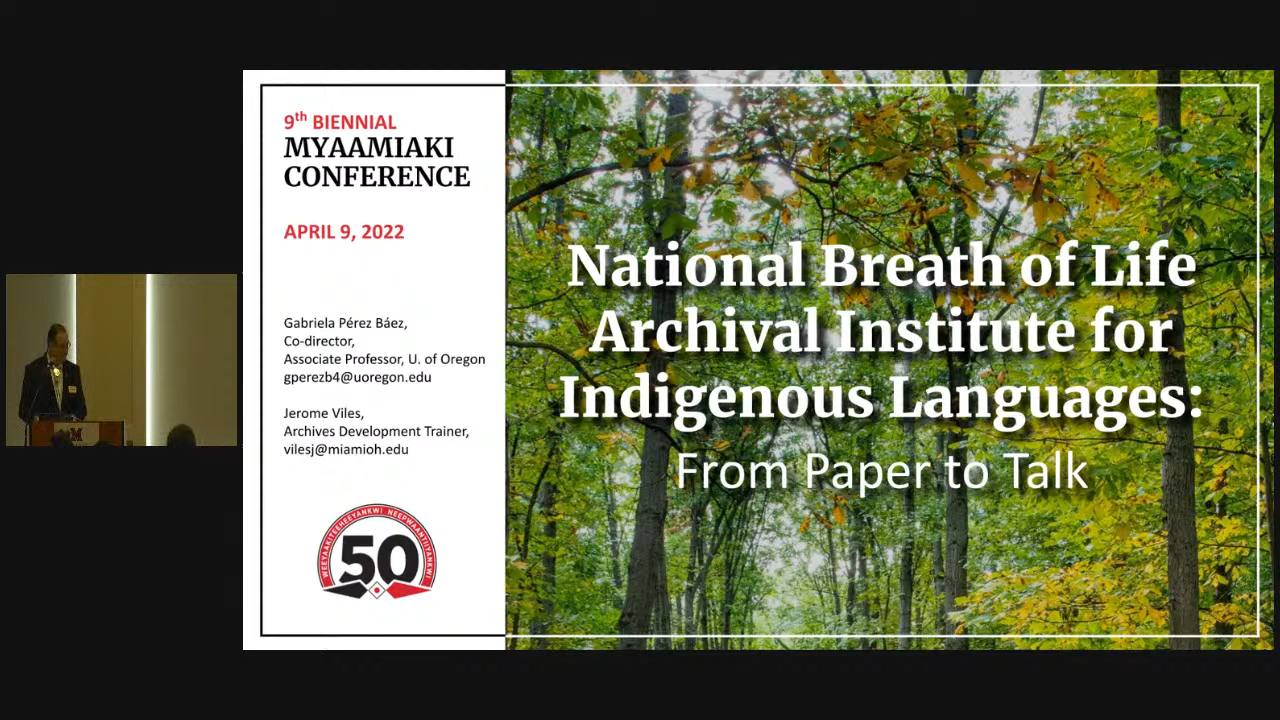 9th BIENNIAL
MYAAMIAKI
CONFERENCE
APRIL 9, 2022
Gabriela Pérez Báez,
Co-director,
Associate Professor, U. of Oregon
gperezb4@uoregon.edu
Jerome Viles,
Archives Development Trainer,
vilesj@miamioh.edu
WEEYAAKITEEHEEYANKWI NEEPWAANTIIYANKWI
50
National Breath of Life
Archival Institute for
Indigenous Languages:
From Paper to Talk
M